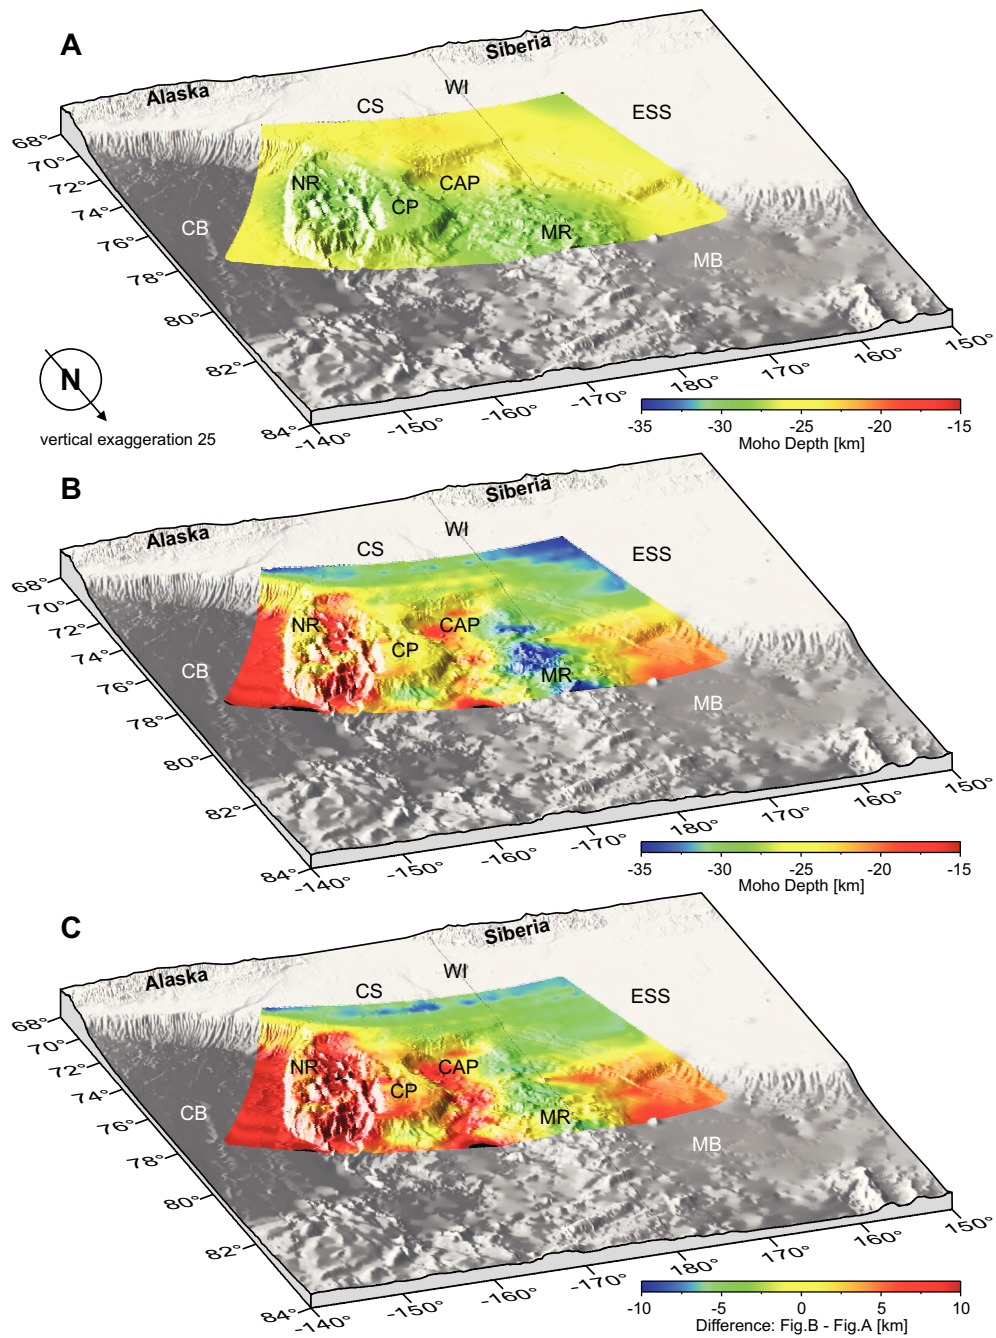 A
Siberia
Alaska
WI
CS
ESS
68°
70°
72°
74°
76°
78°
80°
82°
84°
NR
CAP
CP
CB
MR
MB
-140°
-150°
-160°
-170°
180°
170°
160°
150°
N
vertical exaggeration 25
-35 -30 -25 -20 -15
Moho Depth [km]
B
Siberia
Alaska
WI
CS
ESS
68°
70°
72°
74°
76°
78°
80°
82°
84°
NR
CAP
CP
CB
MR
MB
-140°
-150°
-160°
-170°
180°
170°
160°
150°
-35 -30 -25 -20 -15
Moho Depth [km]
C
Siberia
Alaska
WI
CS
ESS
68°
70°
72°
74°
76°
78°
80°
82°
84°
NR
CAP
CP
CB
MR
MB
-140°
-150°
-160°
-170°
180°
170°
160°
150°
-10 -5 0 5 10
Difference: Fig.B - Fig.A [km]